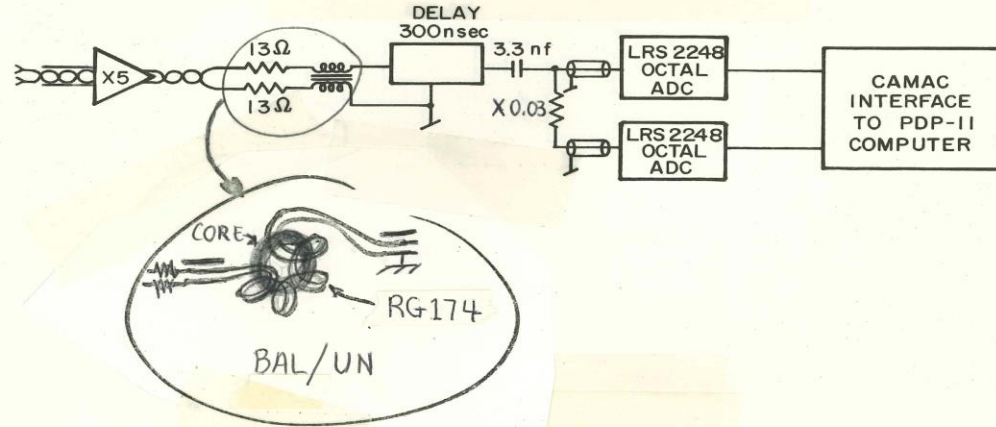 DELAY
300nsec
13Ω
3.3 nf
LRS 2248
OCTAL
ADC
X5
13Ω
X 0.03
CAMAC
INTERFACE
TO PDP-11
COMPUTER
LRS 2248
OCTAL
ADC
CORE
RG174
BAL/UN